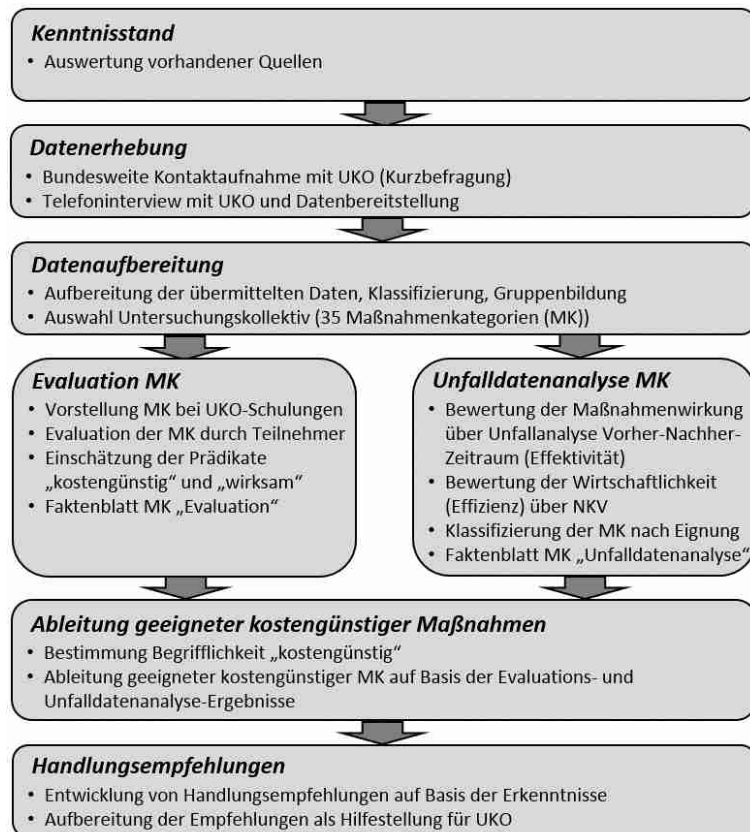 Kenntnisstand
• Auswertung vorhandener Quellen
Datenerhebung
• Bundesweite Kontaktaufnahme mit UKO (Kurzbefragung)
• Telefoninterview mit UKO und Datenbereitstellung
Datenaufbereitung
• Aufbereitung der übermittelten Daten, Klassifizierung, Gruppenbildung
• Auswahl Untersuchungskollektiv (35 Maßnahmenkategorien (MK))
Evaluation MK
• Vorstellung MK bei UKO-Schulungen
• Evaluation der MK durch Teilnehmer
• Einschätzung der Prädikate
„kostengünstig“ und „wirksam“
• Faktenblatt MK „Evaluation“
Unfalldatenanalyse MK
• Bewertung der Maßnahmenwirkung
über Unfallanalyse Vorher-Nachher-
Zeitraum (Effektivität)
• Bewertung der Wirtschaftlichkeit
(Effizienz) über NKV
• Klassifizierung der MK nach Eignung
• Faktenblatt MK „Unfalldatenanalyse“
Ableitung geeigneter kostengünstiger Maßnahmen
• Bestimmung Begrifflichkeit „kostengünstig“
• Ableitung geeigneter kostengünstiger MK auf Basis der Evaluations- und
Unfalldatenanalyse-Ergebnisse
Handlungsempfehlungen
• Entwicklung von Handlungsempfehlungen auf Basis der Erkenntnisse
• Aufbereitung der Empfehlungen als Hilfestellung für UKO